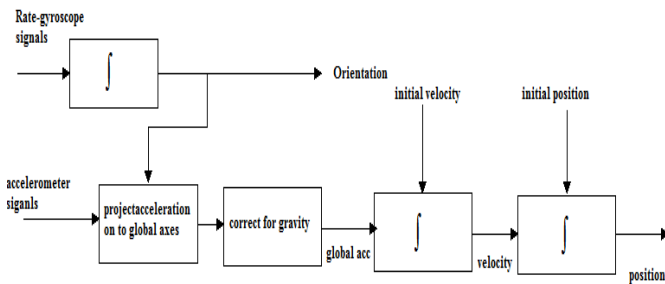 Rate-gyroscope
signals
∫
Orientation
initial velocity
initial position
accelerometer
siganls
projectacceleration
on to global axes
correct for gravity
global acc
∫
velocity
∫
position